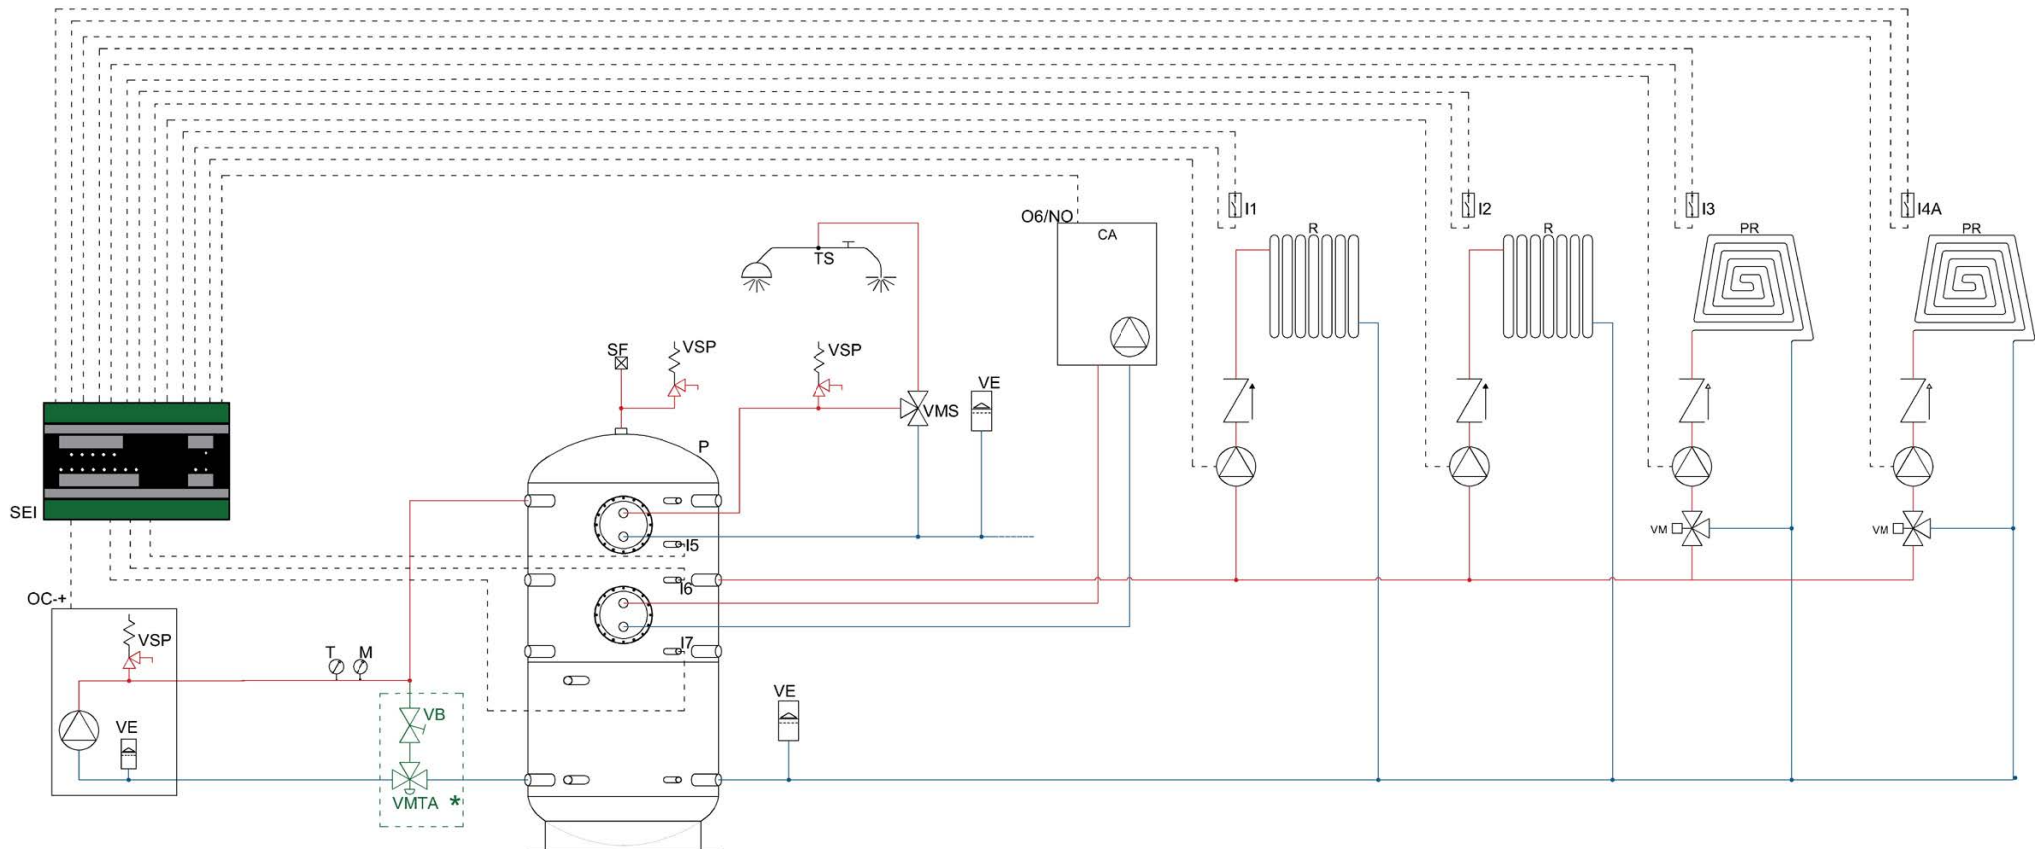 I1
I2
I3
I4A
O6/NO
CA
R
R
PR
PR
TS
SF
VSP
VSP
VE
VMS
P
SEI
I5
I6
OC-+
VSP
T
M
I7
VM
VM
VE
VB
VE
VMTA *